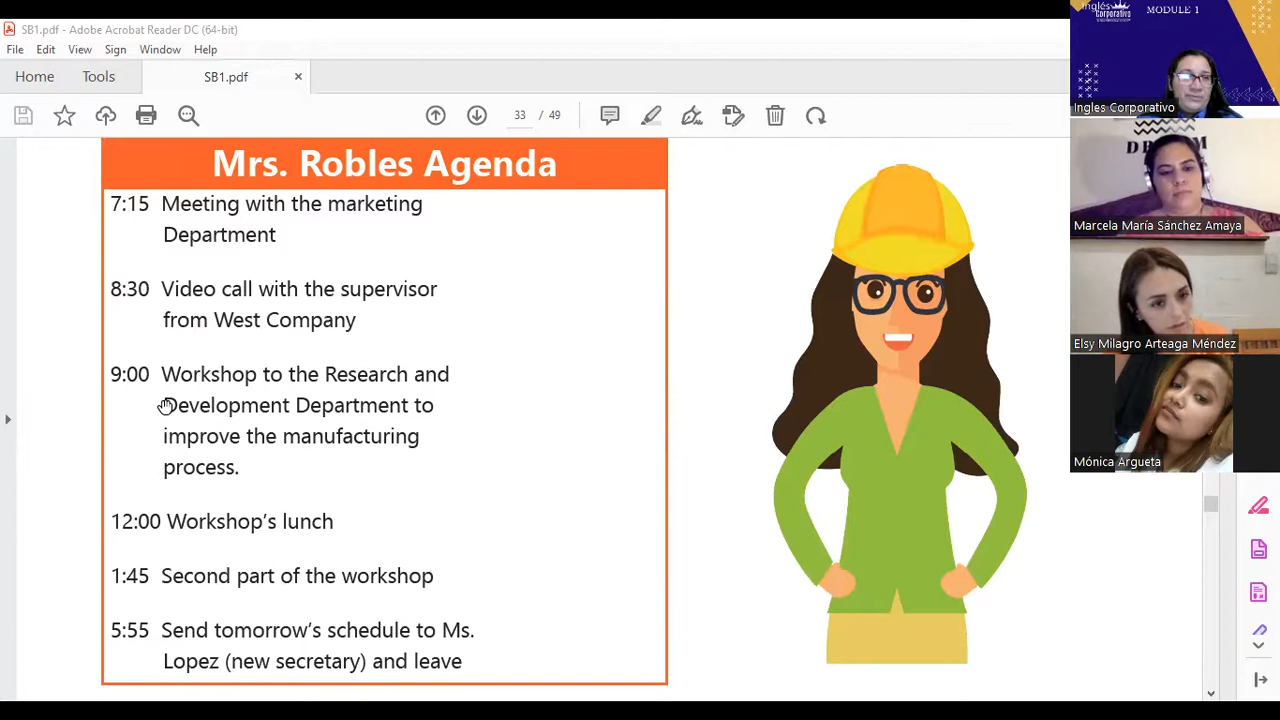 SB1.pdf - Adobe Acrobat Reader DC (64-bit)
File Edit View Sign Window Help
Home Tools SB1.pdf ×
33 / 49
Mrs. Robles Agenda
7:15 Meeting with the marketing
Department
8:30 Video call with the supervisor
from West Company
9:00 Workshop to the Research and
Development Department to
improve the manufacturing
process.
12:00 Workshop’s lunch
1:45 Second part of the workshop
5:55 Send tomorrow’s schedule to Ms.
Lopez (new secretary) and leave
Inglés
Corporativo
MODULE 1
Ingles Corporativo
Marcela María Sánchez Amaya
Elsy Milagro Arteaga Méndez
Mónica Argueta